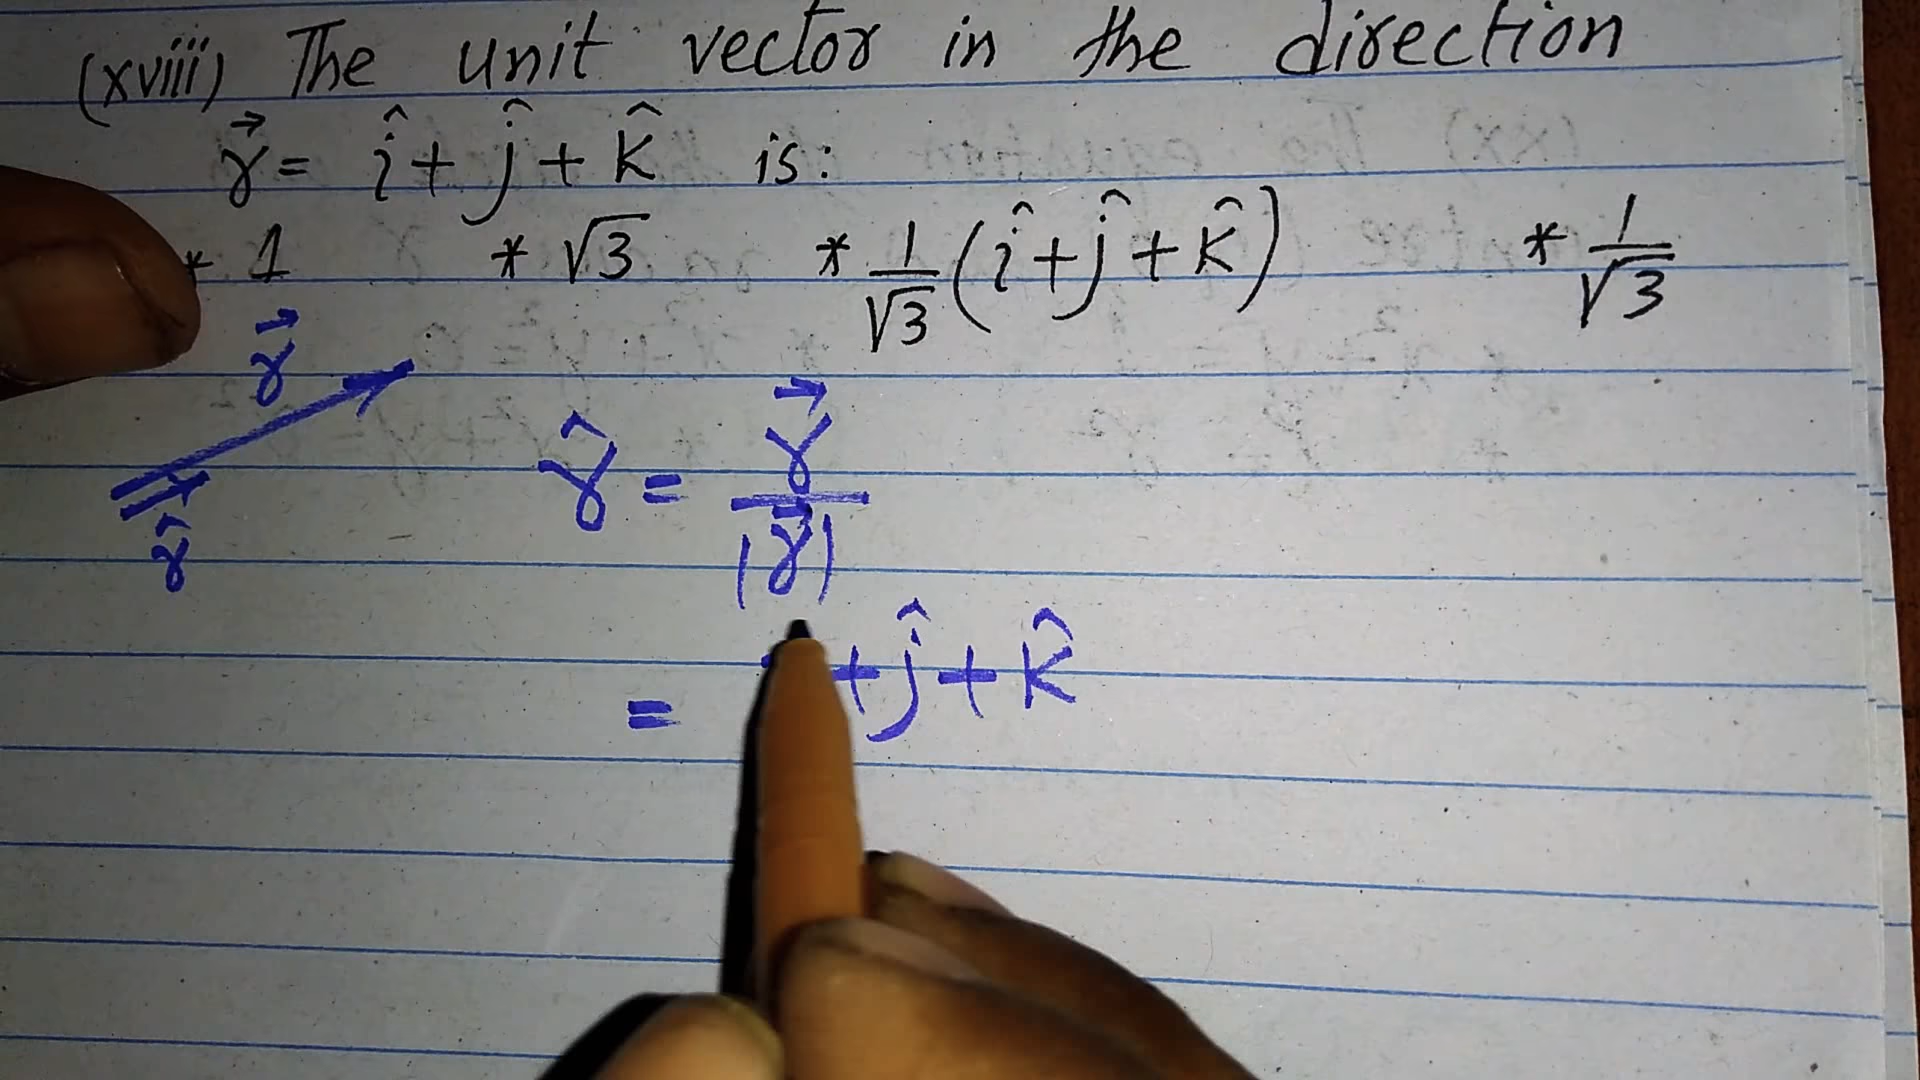 (xviii) The unit vector in the direction
r⃗ = î + ĵ + k̂ is:
* 1 * √3 * 1/√3 (î + ĵ + k̂) * 1/√3
r⃗
r̂ = r⃗/|r⃗|
r̂
= + ĵ + k̂